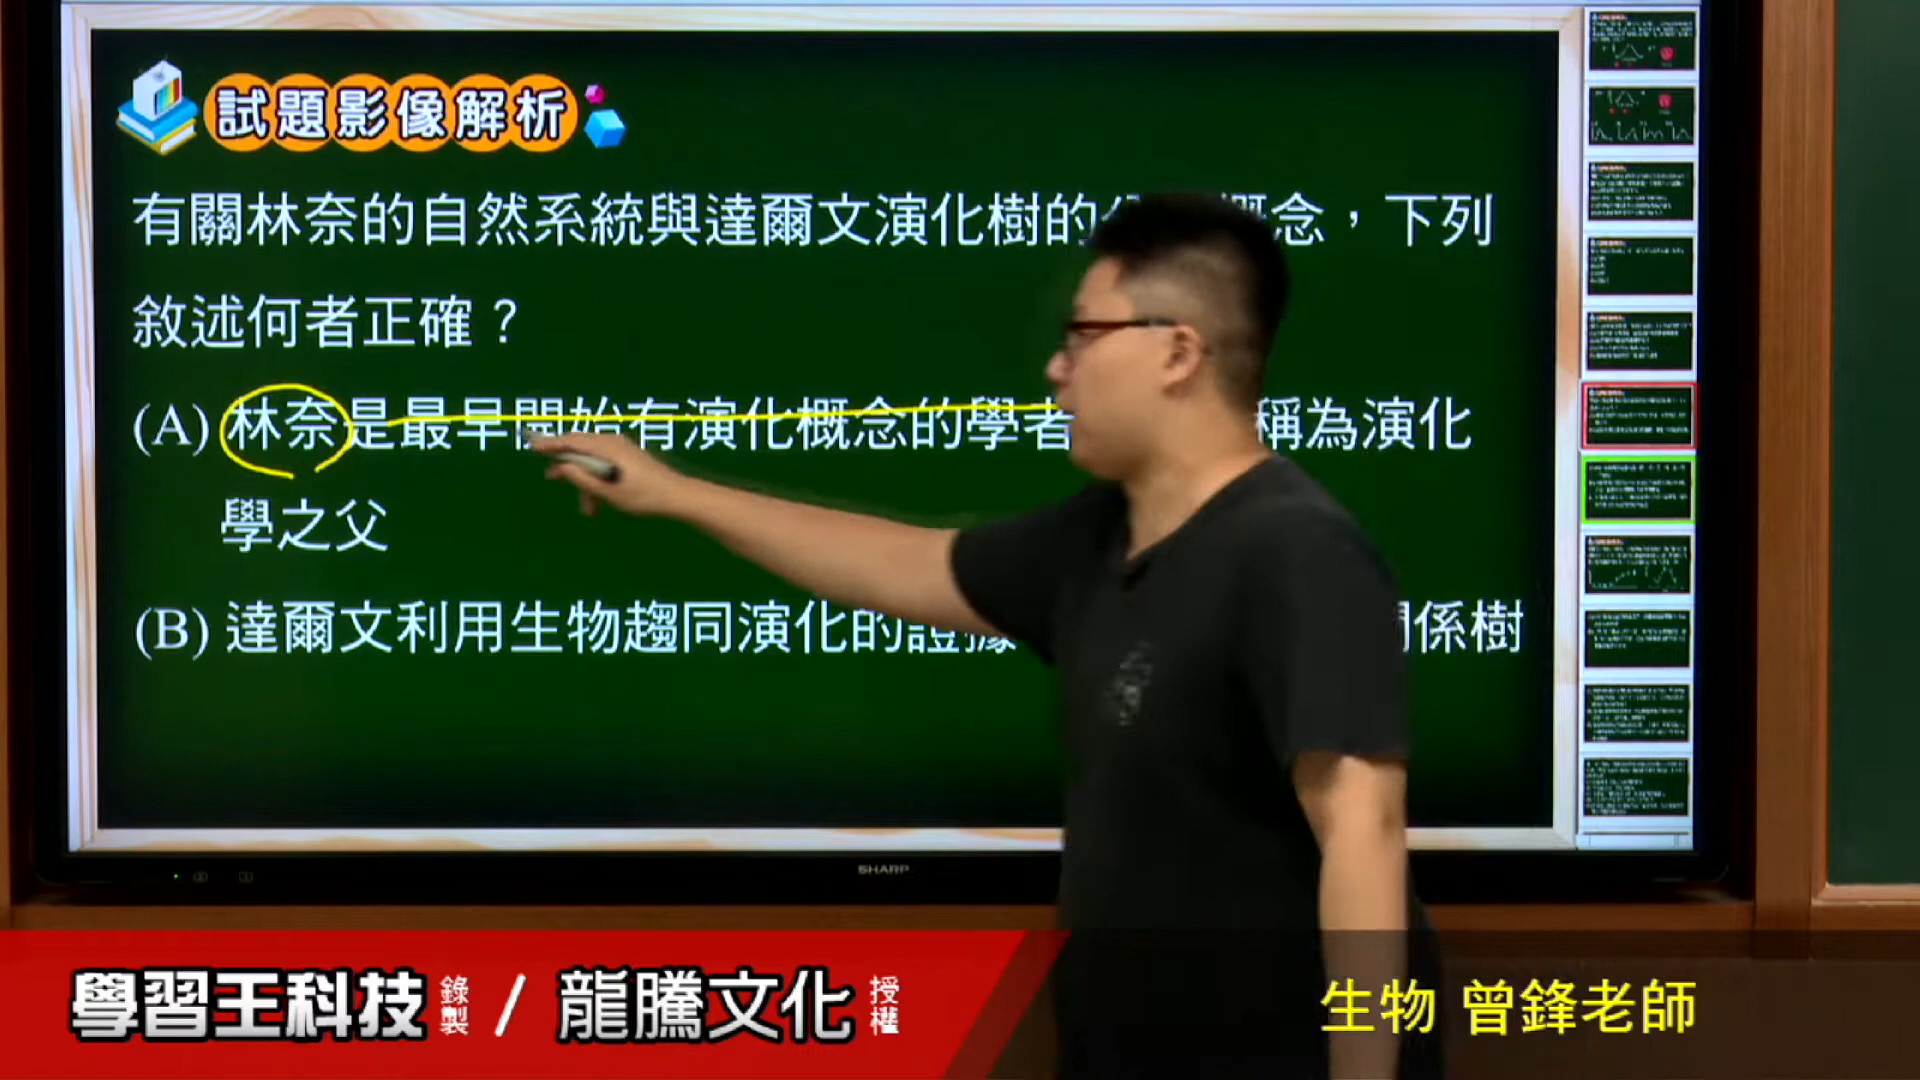 試題影像解析
有關林奈的自然系統與達爾文演化樹的 概念，下列
敘述何者正確？
(A) 林奈是最早開始有演化概念的學者 稱為演化
學之父
(B) 達爾文利用生物趨同演化的證據 關係樹
SHARP
學習王科技 錄製 / 龍騰文化 授權
生物 曾鋒老師